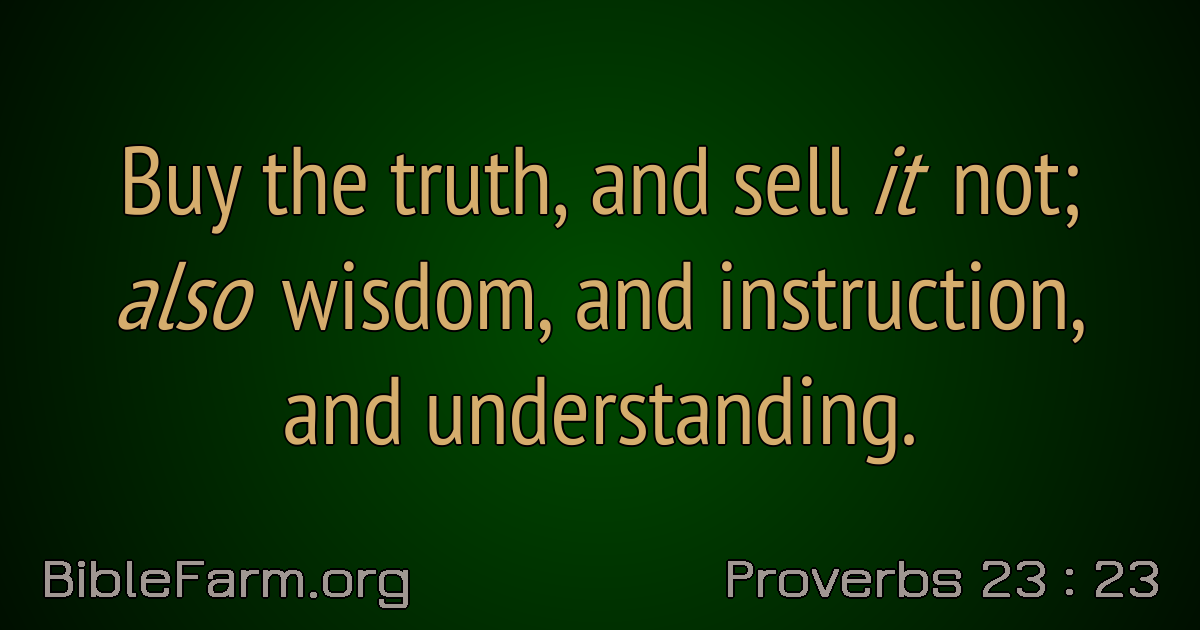 Buy the truth, and sell it not;
also wisdom, and instruction,
and understanding.
BibleFarm.org
Proverbs 23 : 23